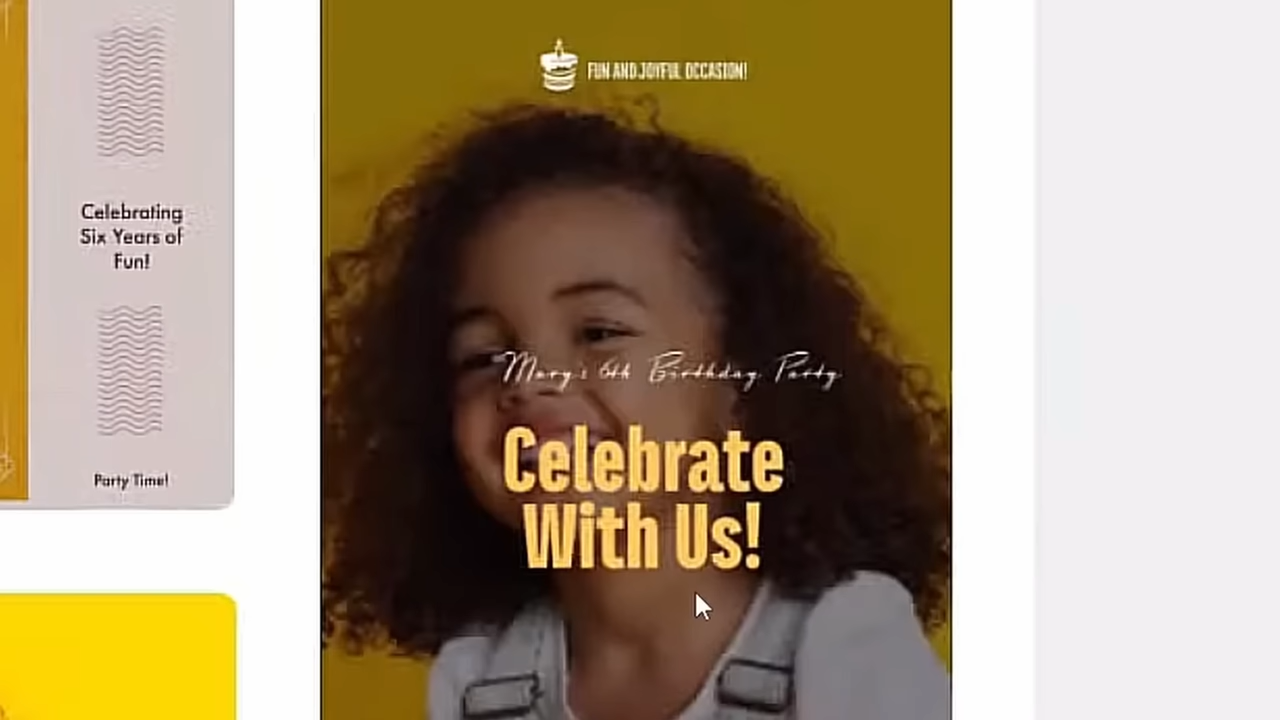 Celebrating
Six Years of
Fun!
Party Time!
FUN AND JOYFUL OCCASION!
Mary's 6th Birthday Party
Celebrate
With Us!